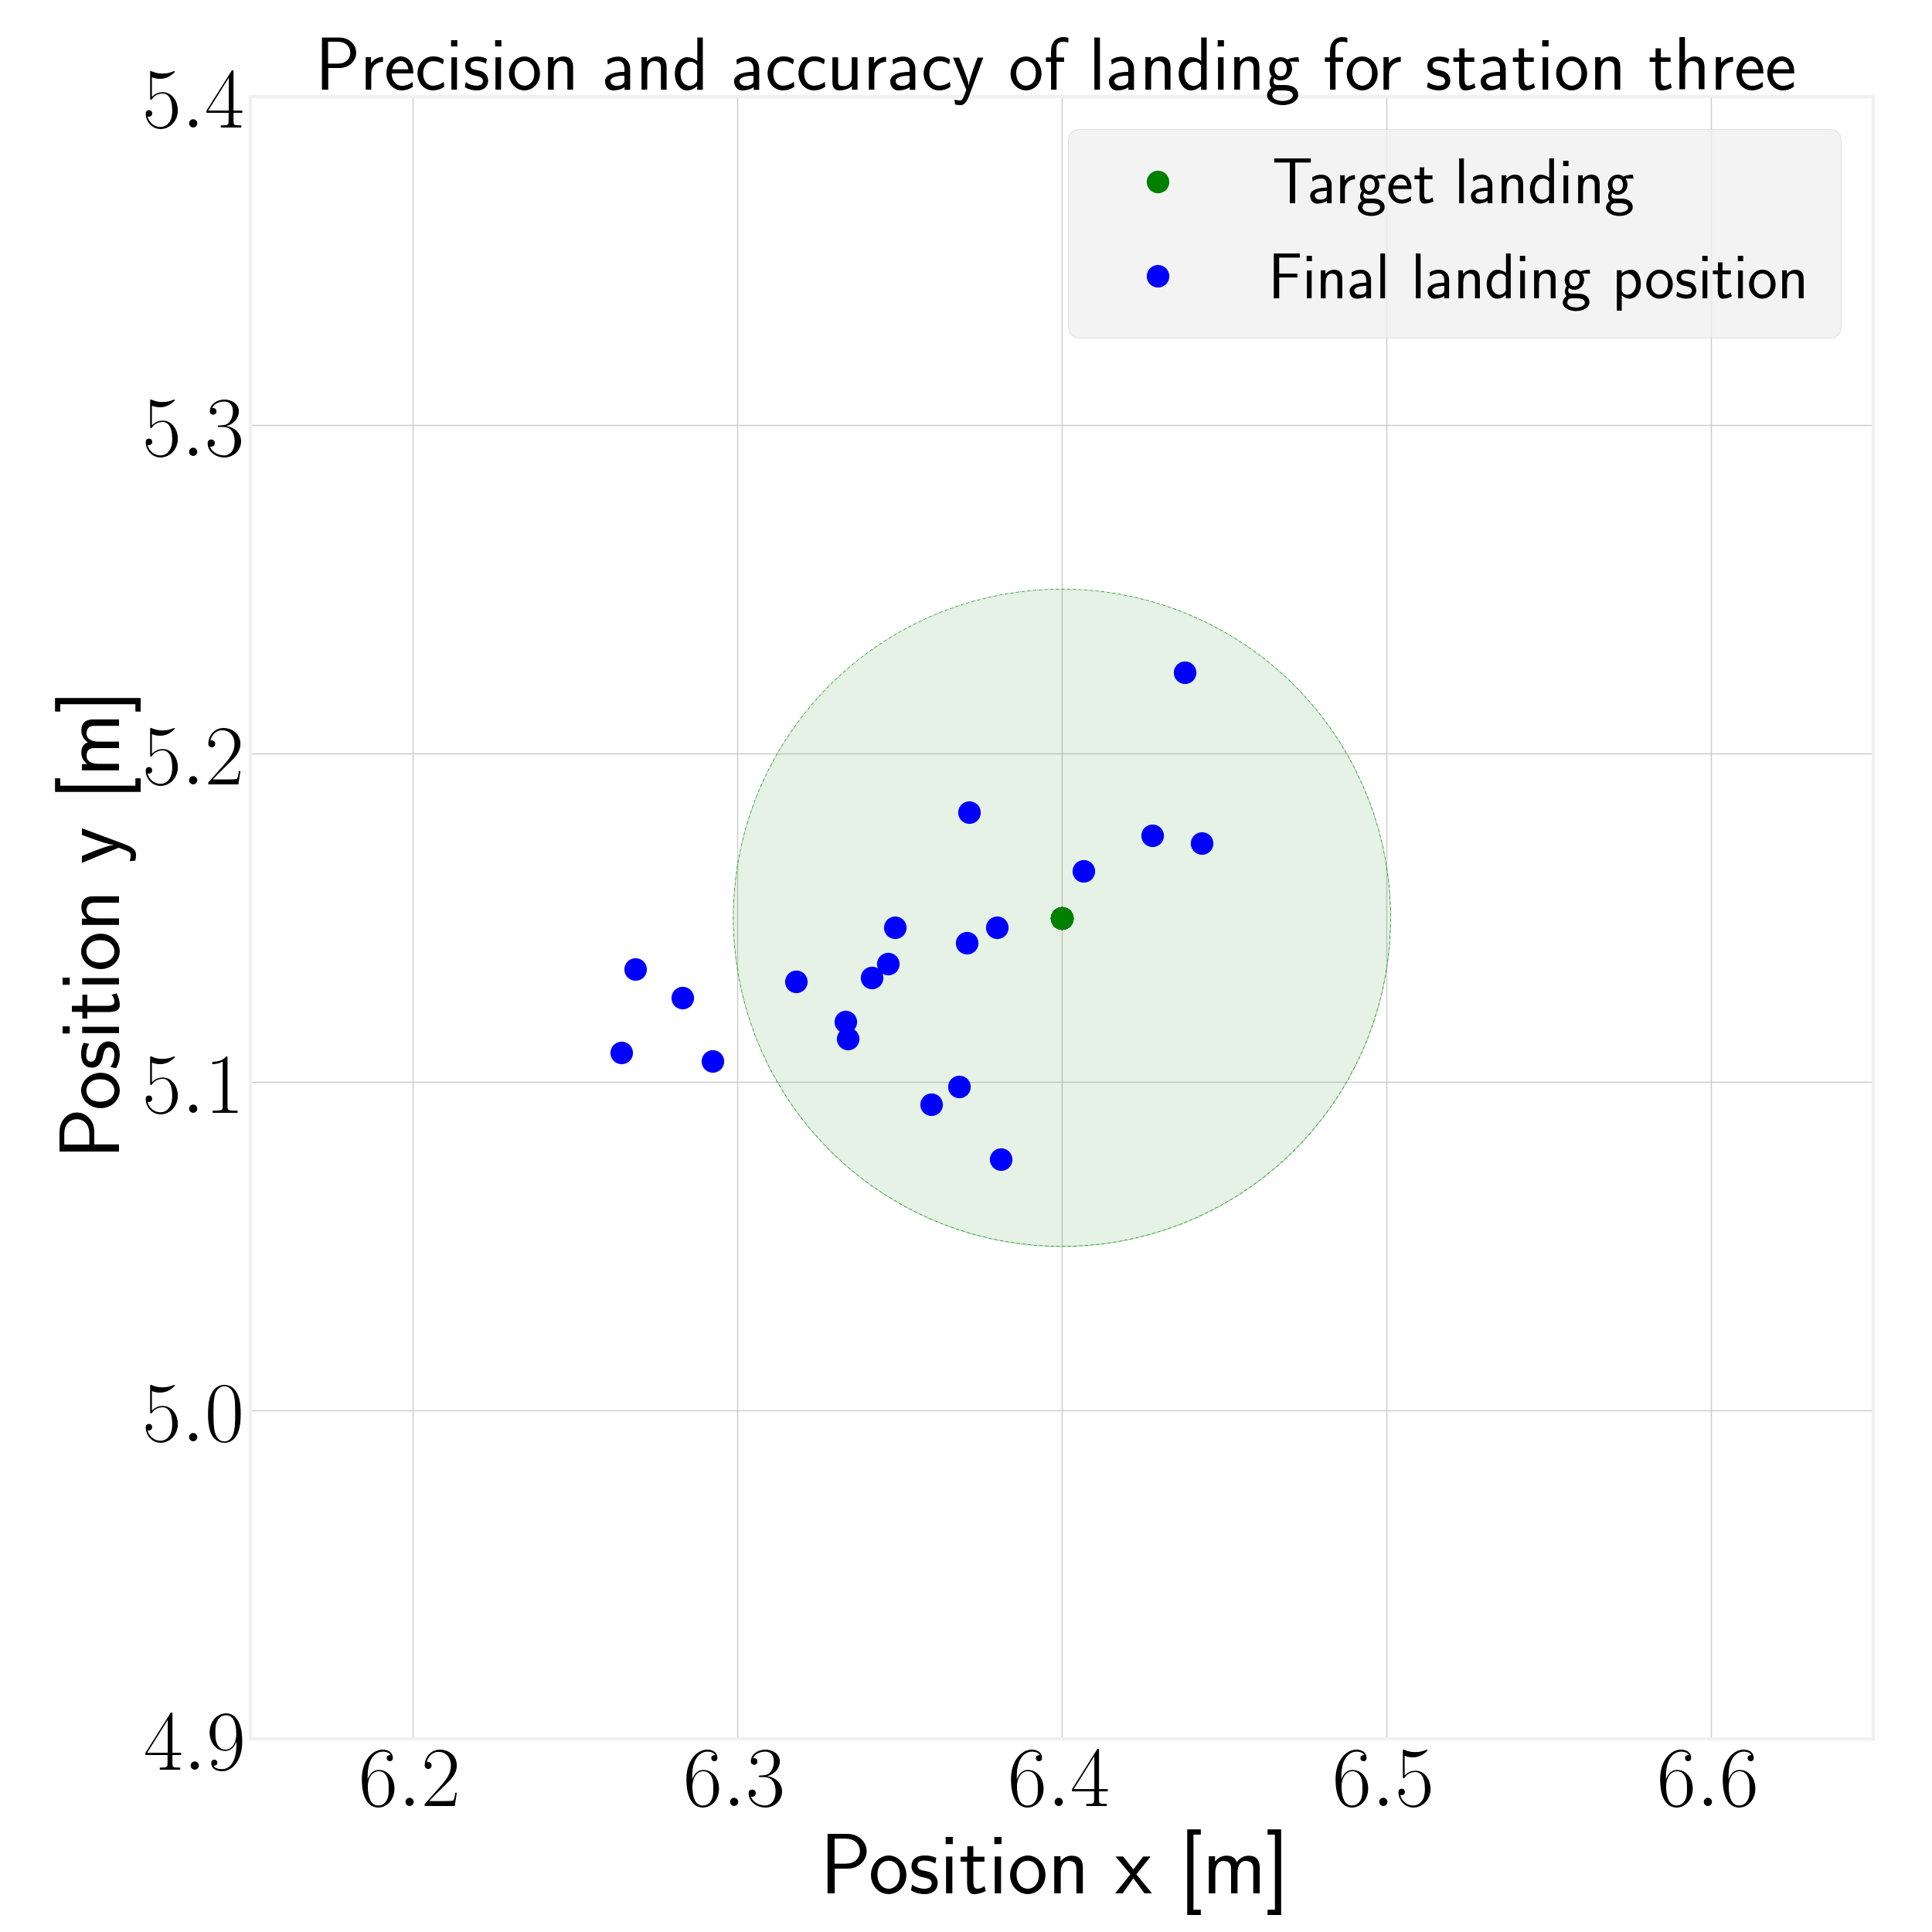 Precision and accuracy of landing for station three
Target landing
Final landing position
5.4
5.3
5.2
5.1
5.0
4.9
Position y [m]
6.2 6.3 6.4 6.5 6.6
Position x [m]